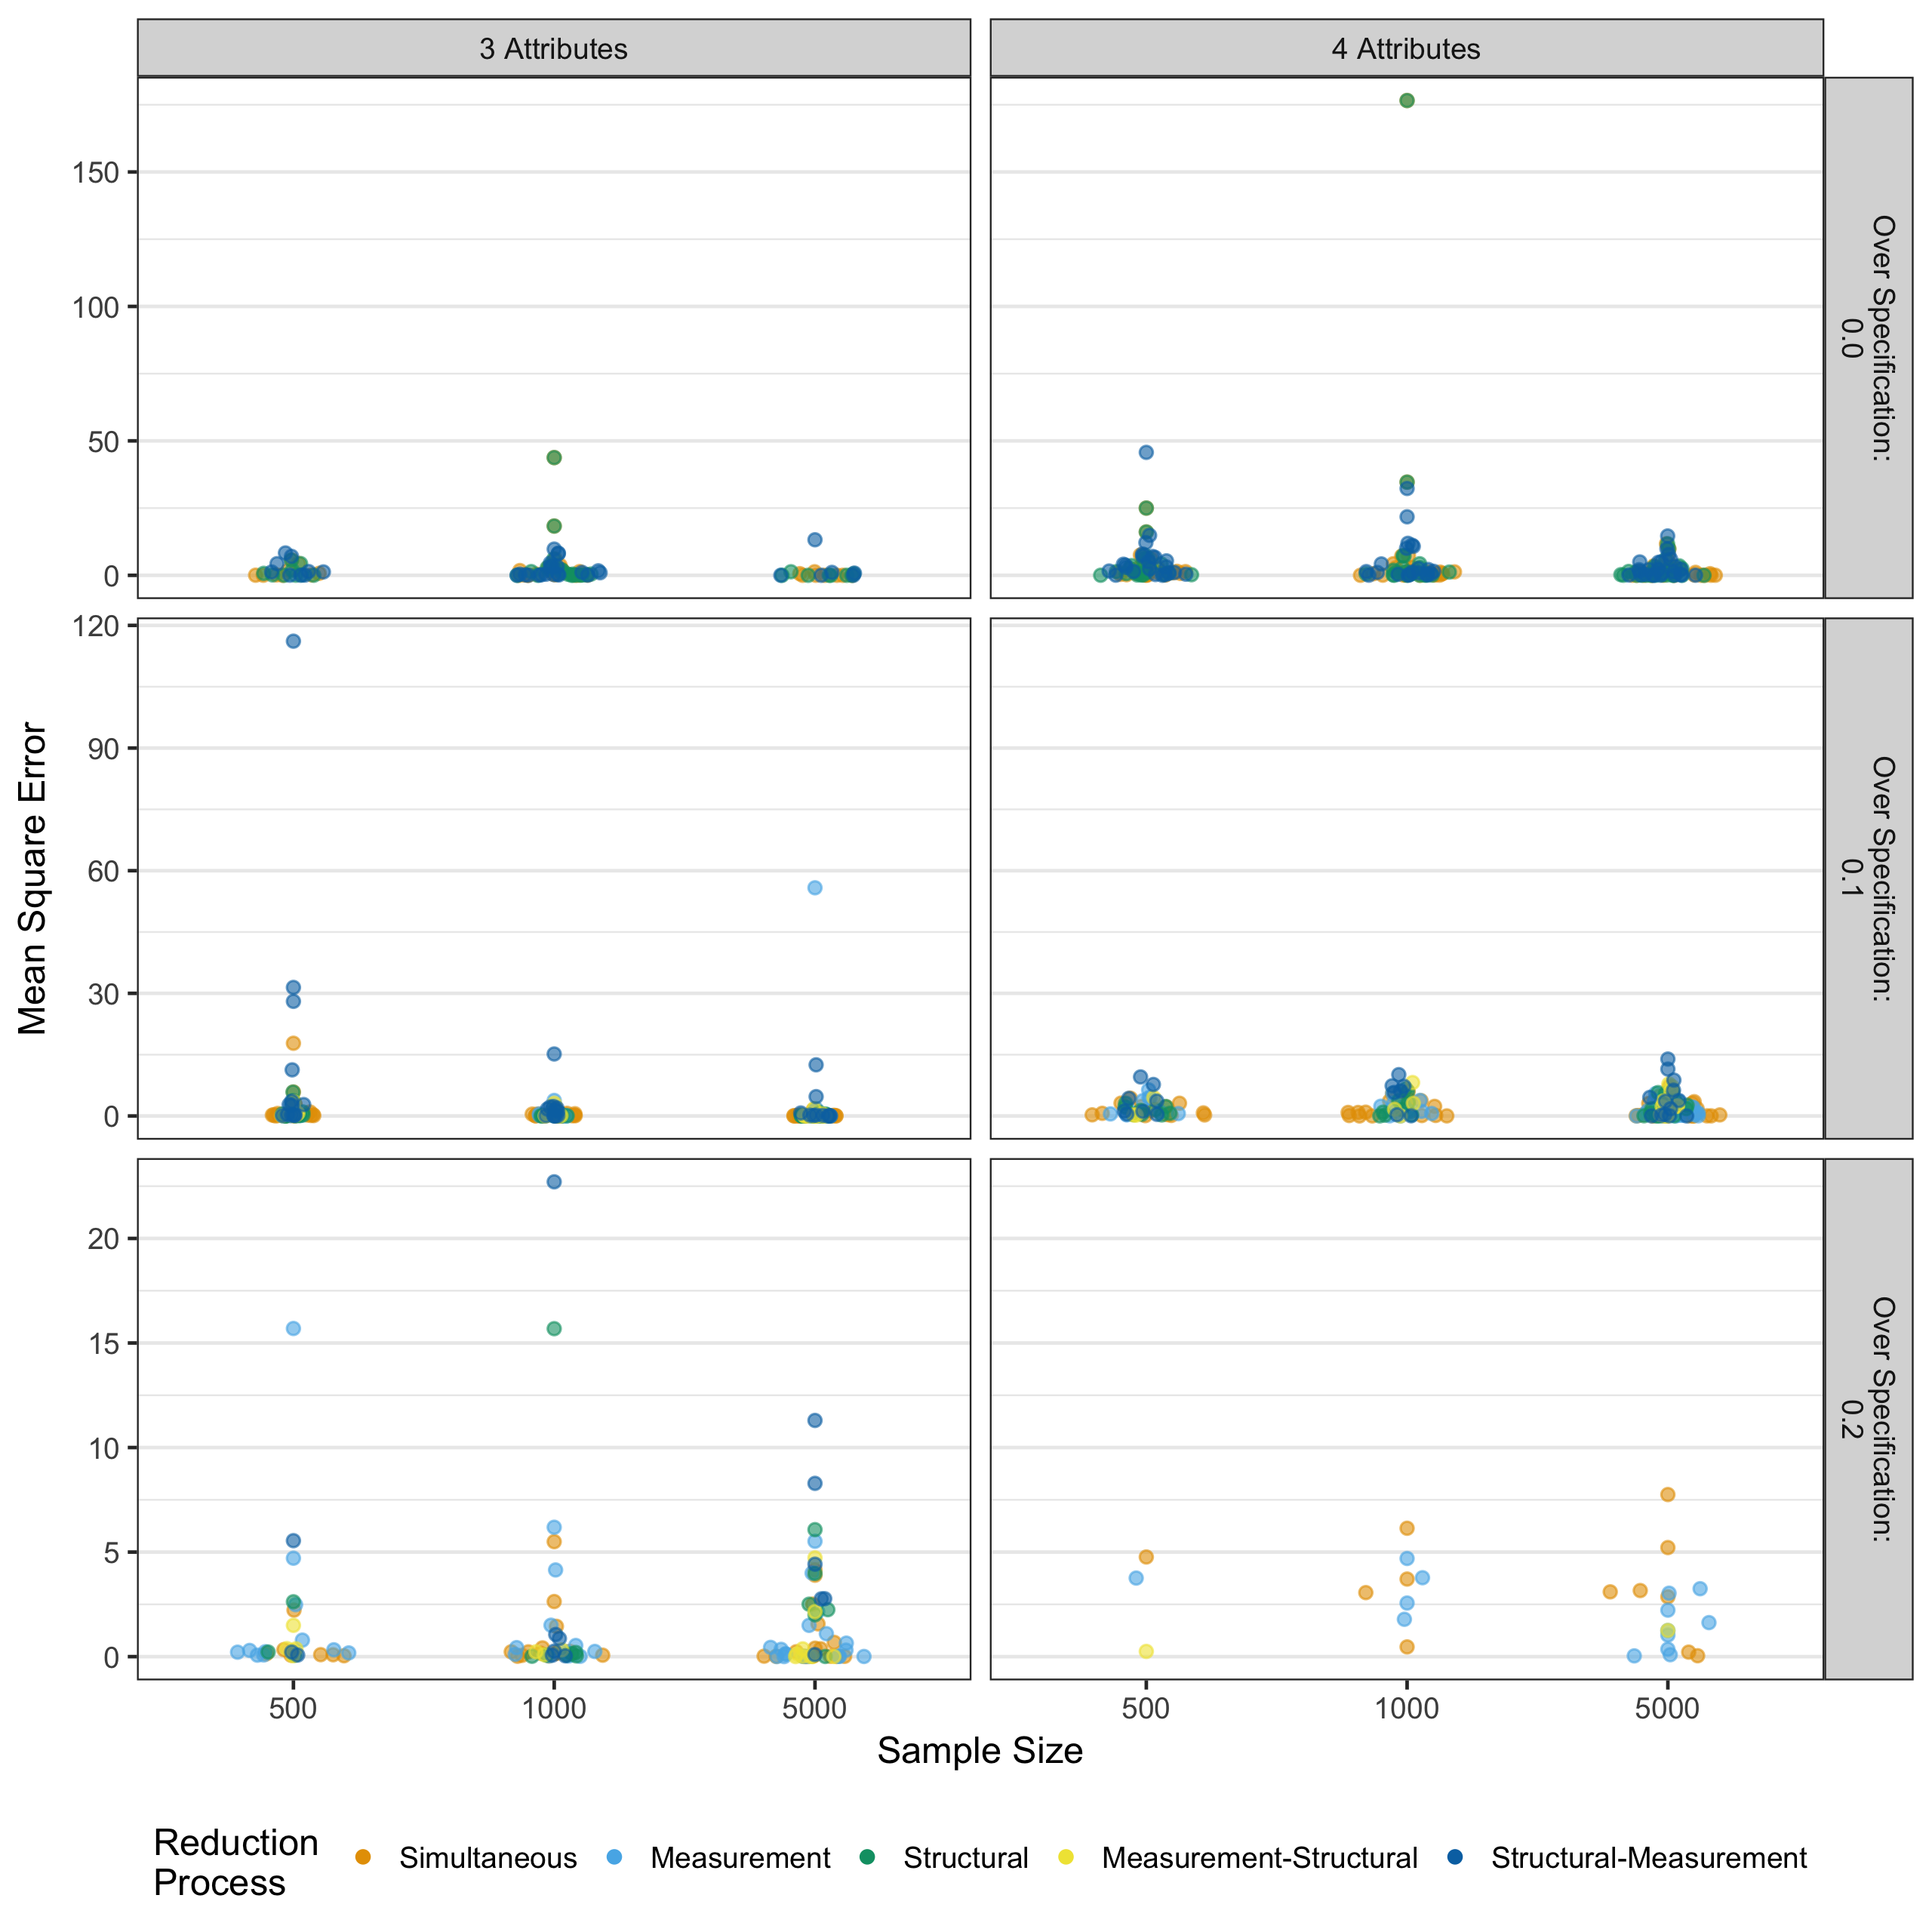 3 Attributes
4 Attributes
150
100
50
0
Over Specification:
0.0
120
90
60
30
0
Over Specification:
0.1
20
15
10
5
0
Over Specification:
0.2
Mean Square Error
500
1000
5000
500
1000
5000
Sample Size
Reduction
Process
Simultaneous
Measurement
Structural
Measurement-Structural
Structural-Measurement